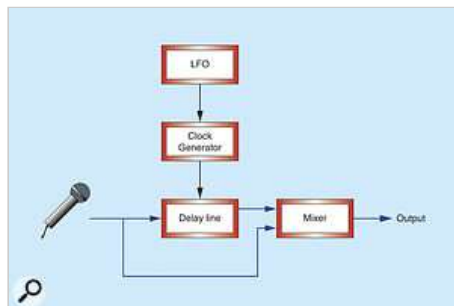 LFO
Clock
Generator
Delay line
Mixer
Output